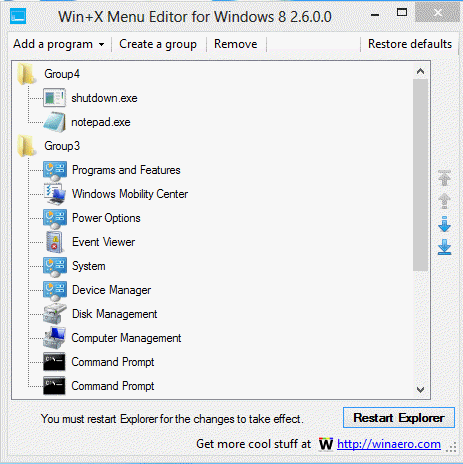 Win+X Menu Editor for Windows 8 2.6.0.0
Add a program Create a group Remove Restore defaults
Group4
shutdown.exe
notepad.exe
Group3
Programs and Features
Windows Mobility Center
Power Options
Event Viewer
System
Device Manager
Disk Management
Computer Management
Command Prompt
Command Prompt
You must restart Explorer for the changes to take effect. Restart Explorer
Get more cool stuff at W http://winaero.com